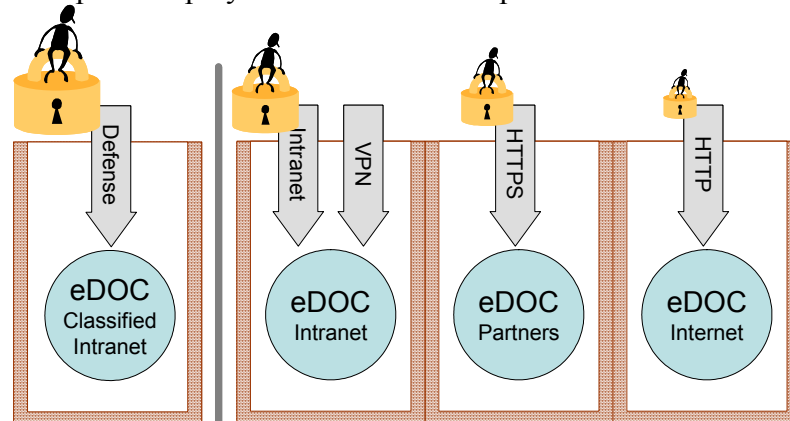 Defense
Intranet
VPN
HTTPS
HTTP
eDOC
Classified
Intranet
eDOC
Intranet
eDOC
Partners
eDOC
Internet